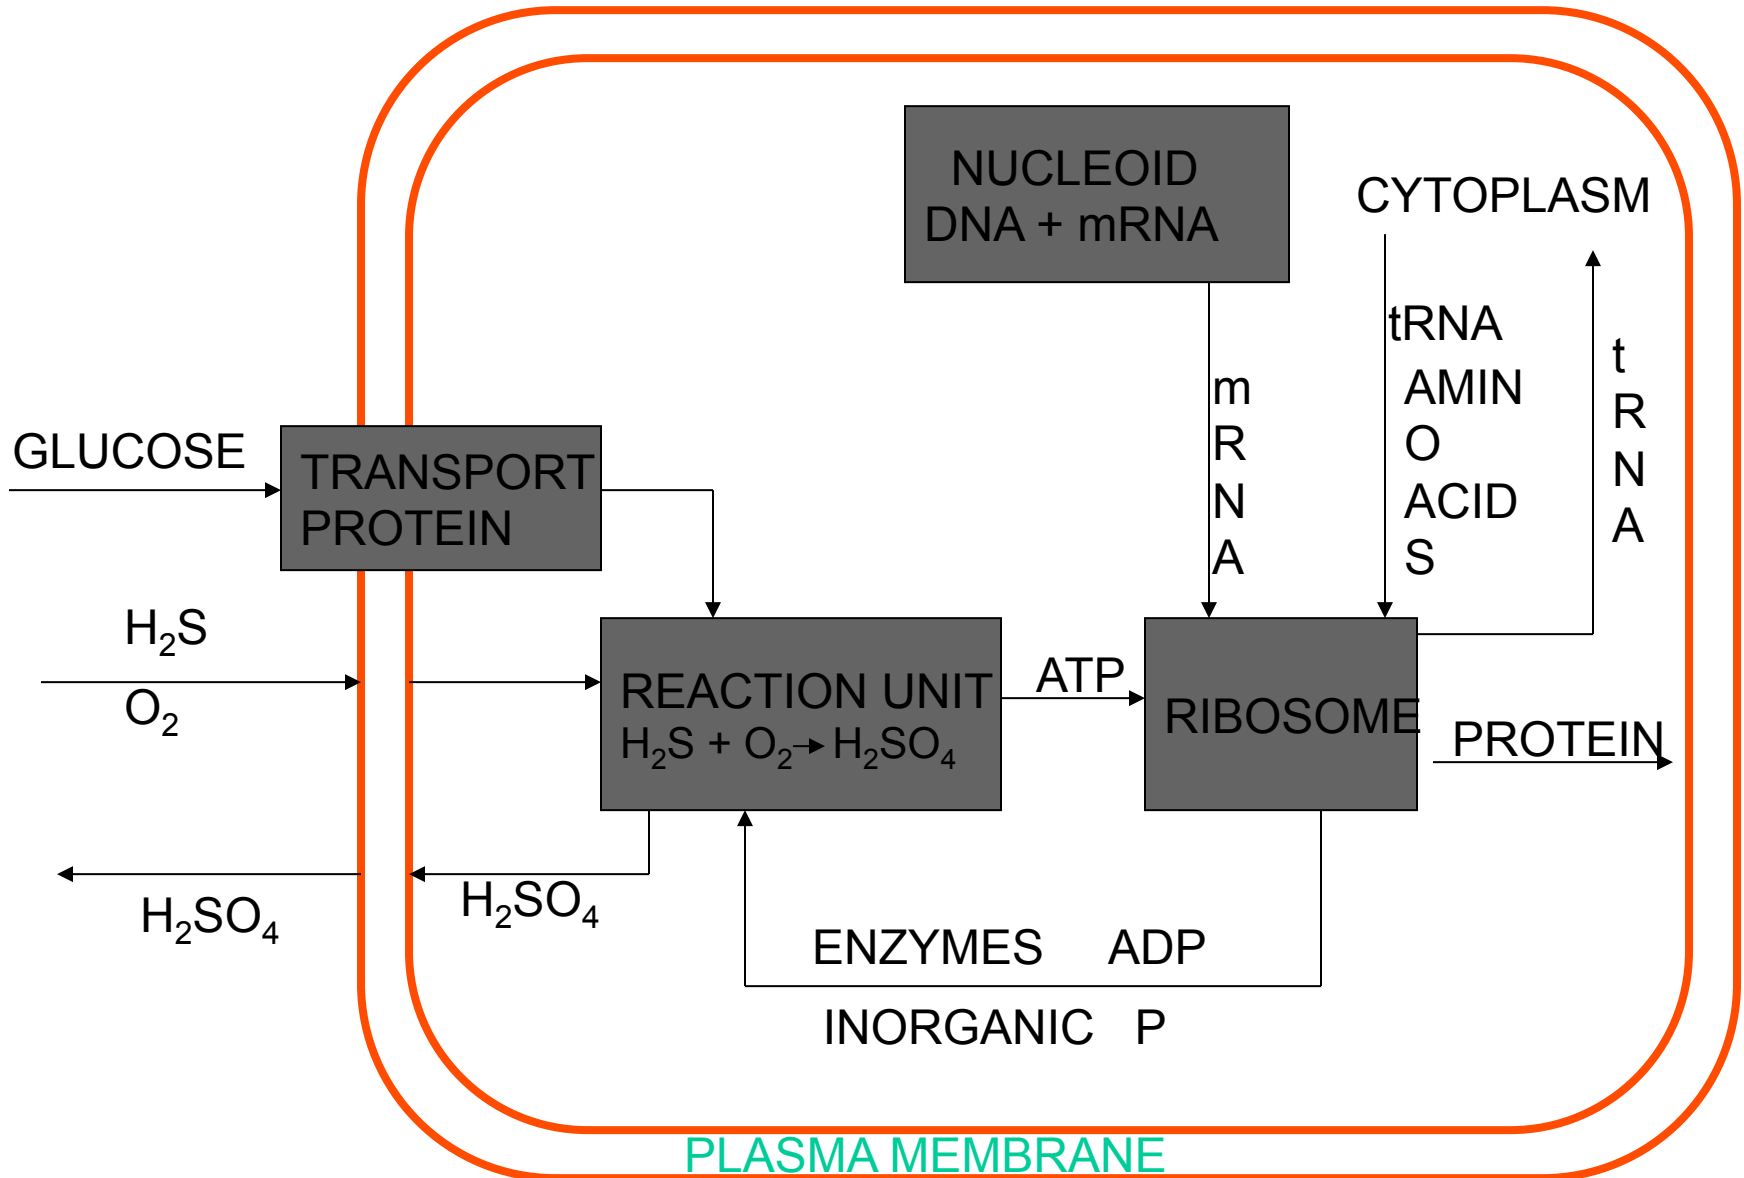 NUCLEOID
DNA + mRNA
CYTOPLASM
tRNA
AMIN
O
ACID
S
t
R
N
A
m
R
N
A
GLUCOSE
TRANSPORT
PROTEIN
H₂S
O₂
REACTION UNIT
H₂S + O₂→ H₂SO₄
ATP
RIBOSOME
PROTEIN
H₂SO₄
H₂SO₄
ENZYMES ADP
INORGANIC P
PLASMA MEMBRANE